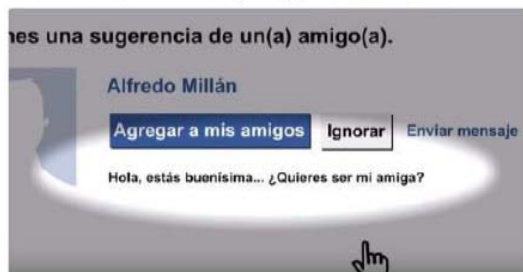 nes una sugerencia de un(a) amigo(a).
Alfredo Millán
Agregar a mis amigos Ignorar Enviar mensaje
Hola, estás buenísima... ¿Quieres ser mi amiga?